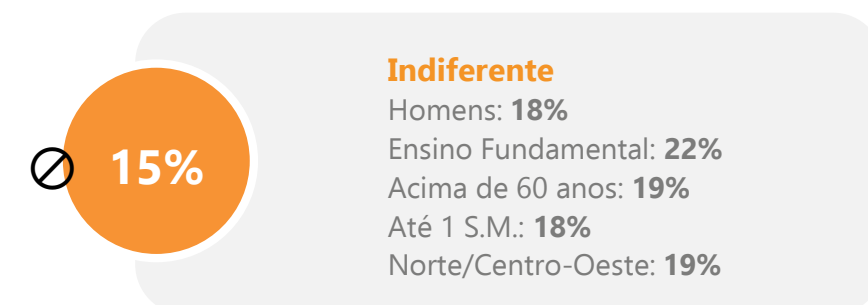 15%
Indiferente
Homens: 18%
Ensino Fundamental: 22%
Acima de 60 anos: 19%
Até 1 S.M.: 18%
Norte/Centro-Oeste: 19%